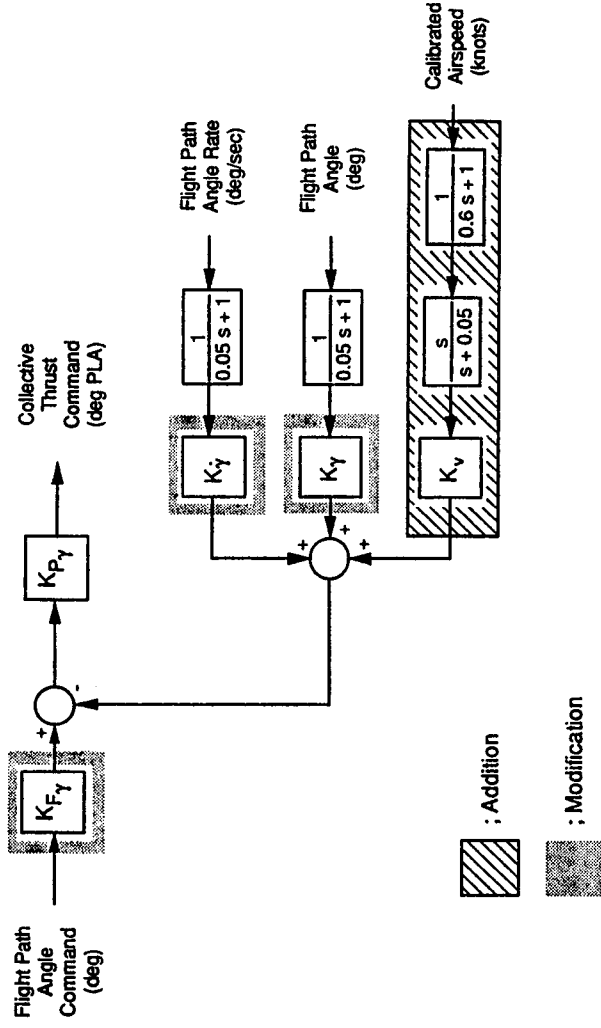 Flight Path
Angle
Command
(deg)
K_Fγ
+
-
K_Pγ
Collective
Thrust
Command
(deg PLA)
+
+
+
K_γ̇
1
0.05 s + 1
Flight Path
Angle Rate
(deg/sec)
K_γ
1
0.05 s + 1
Flight Path
Angle
(deg)
K_v
s
s + 0.05
1
0.6 s + 1
Calibrated
Airspeed
(knots)
; Addition
; Modification